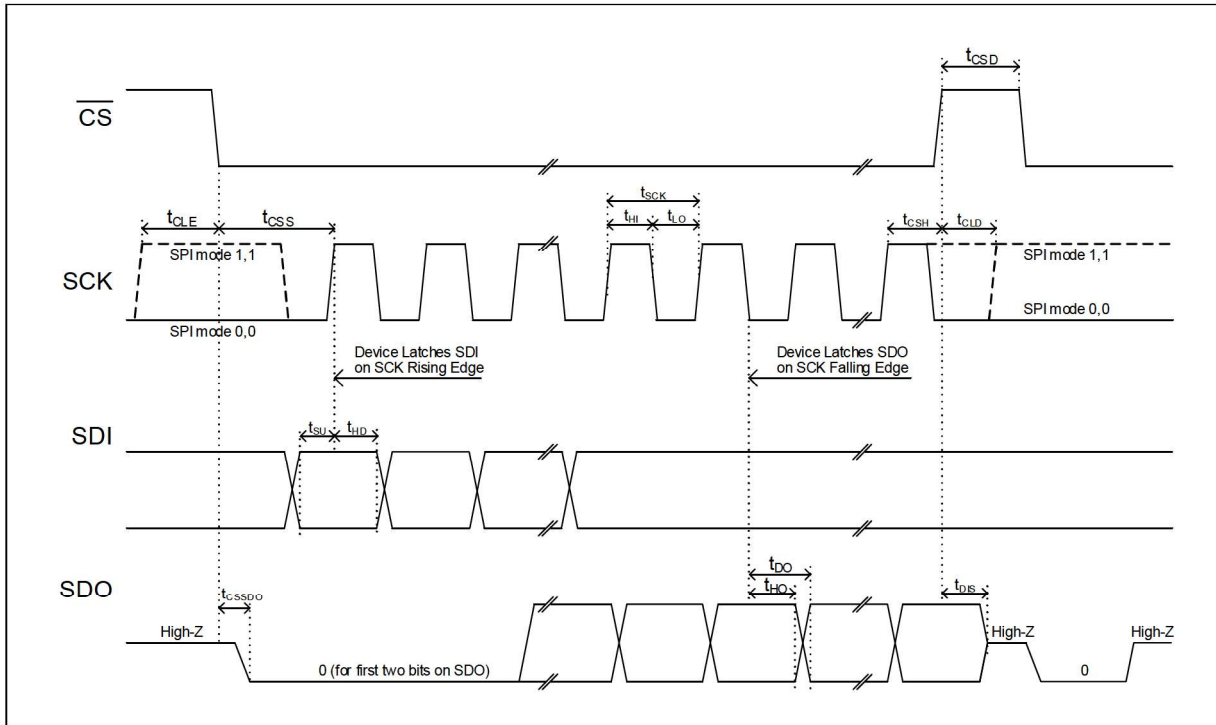 tCSD
CS
tSCK
tCLE
tCSS
tHI
tLO
tCSH
tCLD
SPI mode 1,1
SPI mode 1,1
SCK
SPI mode 0,0
SPI mode 0,0
Device Latches SDI
on SCK Rising Edge
Device Latches SDO
on SCK Falling Edge
SDI
tSU
tHD
SDO
tDO
tCSSDO
tHO
tDIS
High-Z
High-Z
High-Z
0 (for first two bits on SDO)
0